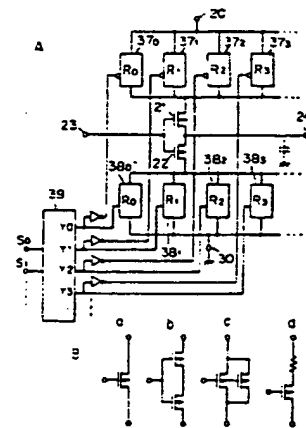 A
20
37₀ 37₁ 37₂ 37₃
R₀ R₁ R₂ R₃
23
24
22
38₀ 38₂ 38₃
R₀ R₁ R₂ R₃
39
38₁
S₀ Y0
S₁ Y1
30
Y2
Y3
B
a b c d